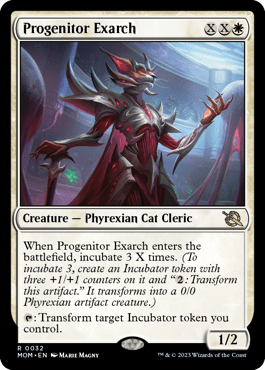 Progenitor Exarch XXW
Creature — Phyrexian Cat Cleric
When Progenitor Exarch enters the
battlefield, incubate 3 X times. (To
incubate 3, create an Incubator token with
three +1/+1 counters on it and “2: Transform
this artifact.” It transforms into a 0/0
Phyrexian artifact creature.)
T: Transform target Incubator token you
control.
1/2
R 0032
MOM • EN MARIE MAGNY
™ & © 2023 Wizards of the Coast